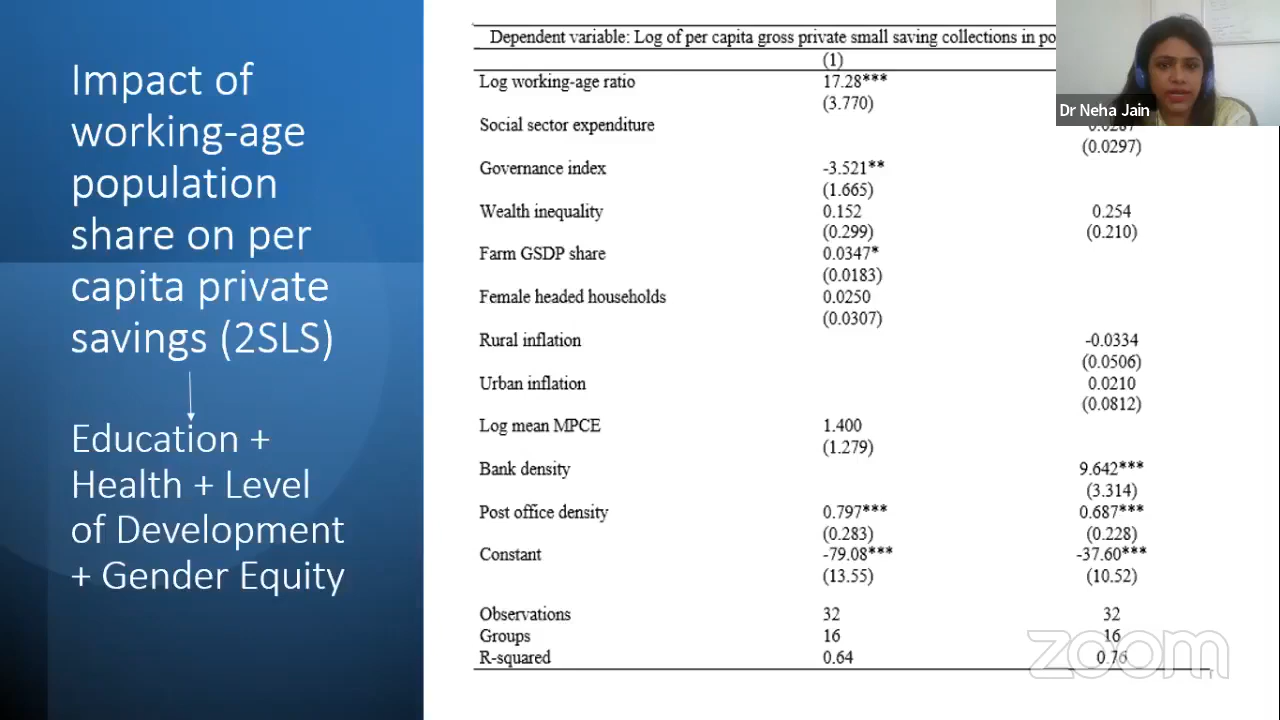 Impact of
working-age
population
share on per
capita private
savings (2SLS)
Education +
Health + Level
of Development
+ Gender Equity
Dependent variable: Log of per capita gross private small saving collections in
(1)
Log working-age ratio 17.28***
(3.770)
Social sector expenditure
(0.0297)
Governance index -3.521**
(1.665)
Wealth inequality 0.152 0.254
(0.299) (0.210)
Farm GSDP share 0.0347*
(0.0183)
Female headed households 0.0250
(0.0307)
Rural inflation -0.0334
(0.0506)
Urban inflation 0.0210
(0.0812)
Log mean MPCE 1.400
(1.279)
Bank density 9.642***
(3.314)
Post office density 0.797*** 0.687***
(0.283) (0.228)
Constant -79.08*** -37.60***
(13.55) (10.52)
Observations 32 32
Groups 16 16
R-squared 0.64 0.76
Dr Neha Jain
zoom